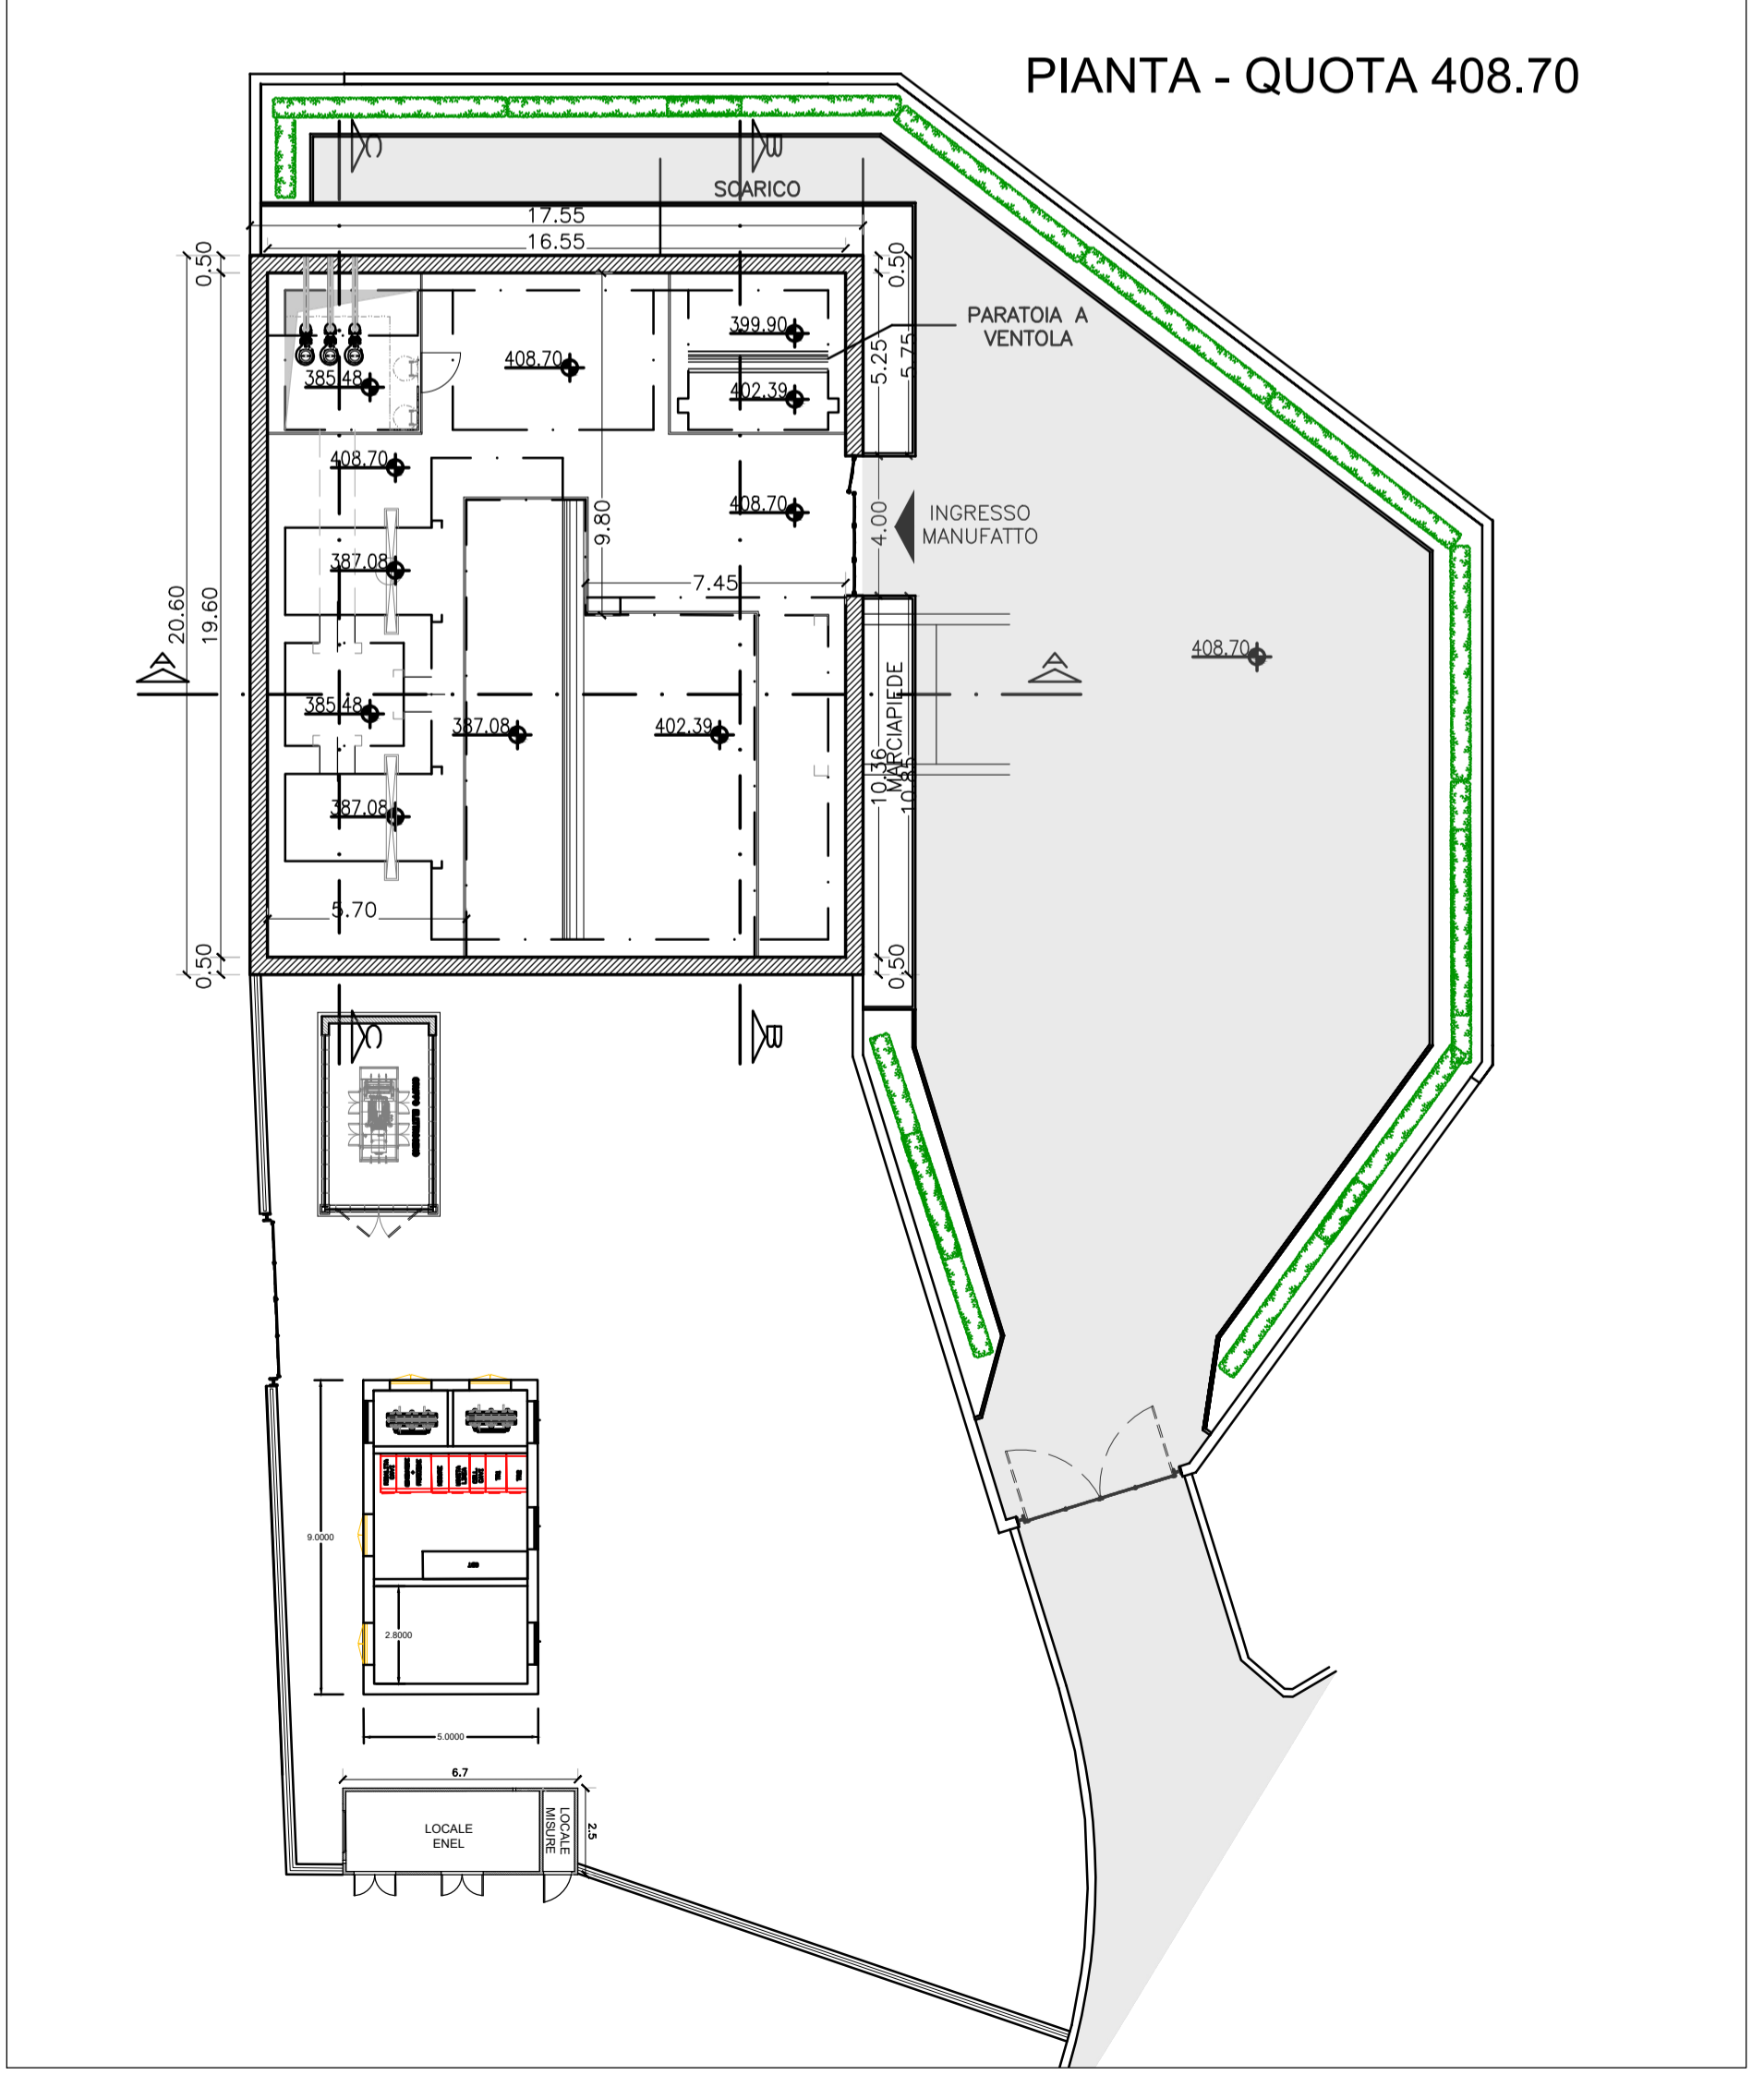 PIANTA - QUOTA 408.70
C
B
SCARICO
17.55
16.55
0.50
0.50
399.90
PARATOIA A
VENTOLA
408.70
385.48
402.39
5.25
5.75
408.70
408.70
9.80
4.00
INGRESSO
MANUFATTO
387.08
7.45
20.60
19.60
A
A
408.70
MARCIAPIEDE
385.48
387.08
402.39
10.36
10.85
387.08
5.70
0.50
0.50
C
B
GRUPPO ELETTROGENO
9.0000
2.8000
5.0000
6.7
LOCALE
ENEL
LOCALE
MISURE
2.5